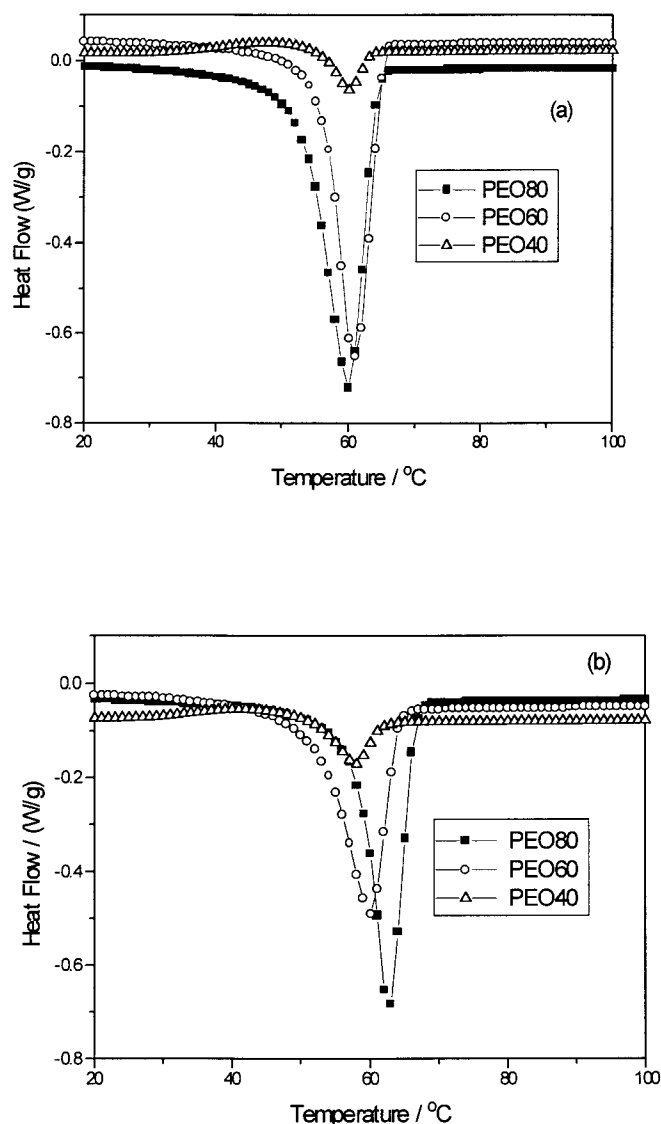 0.0
-0.2
-0.4
-0.6
-0.8
Heat Flow (W/g)
(a)
PEO80
PEO60
PEO40
20 40 60 80 100
Temperature / °C
0.0
-0.2
-0.4
-0.6
-0.8
Heat Flow / (W/g)
(b)
PEO80
PEO60
PEO40
20 40 60 80 100
Temperature / °C